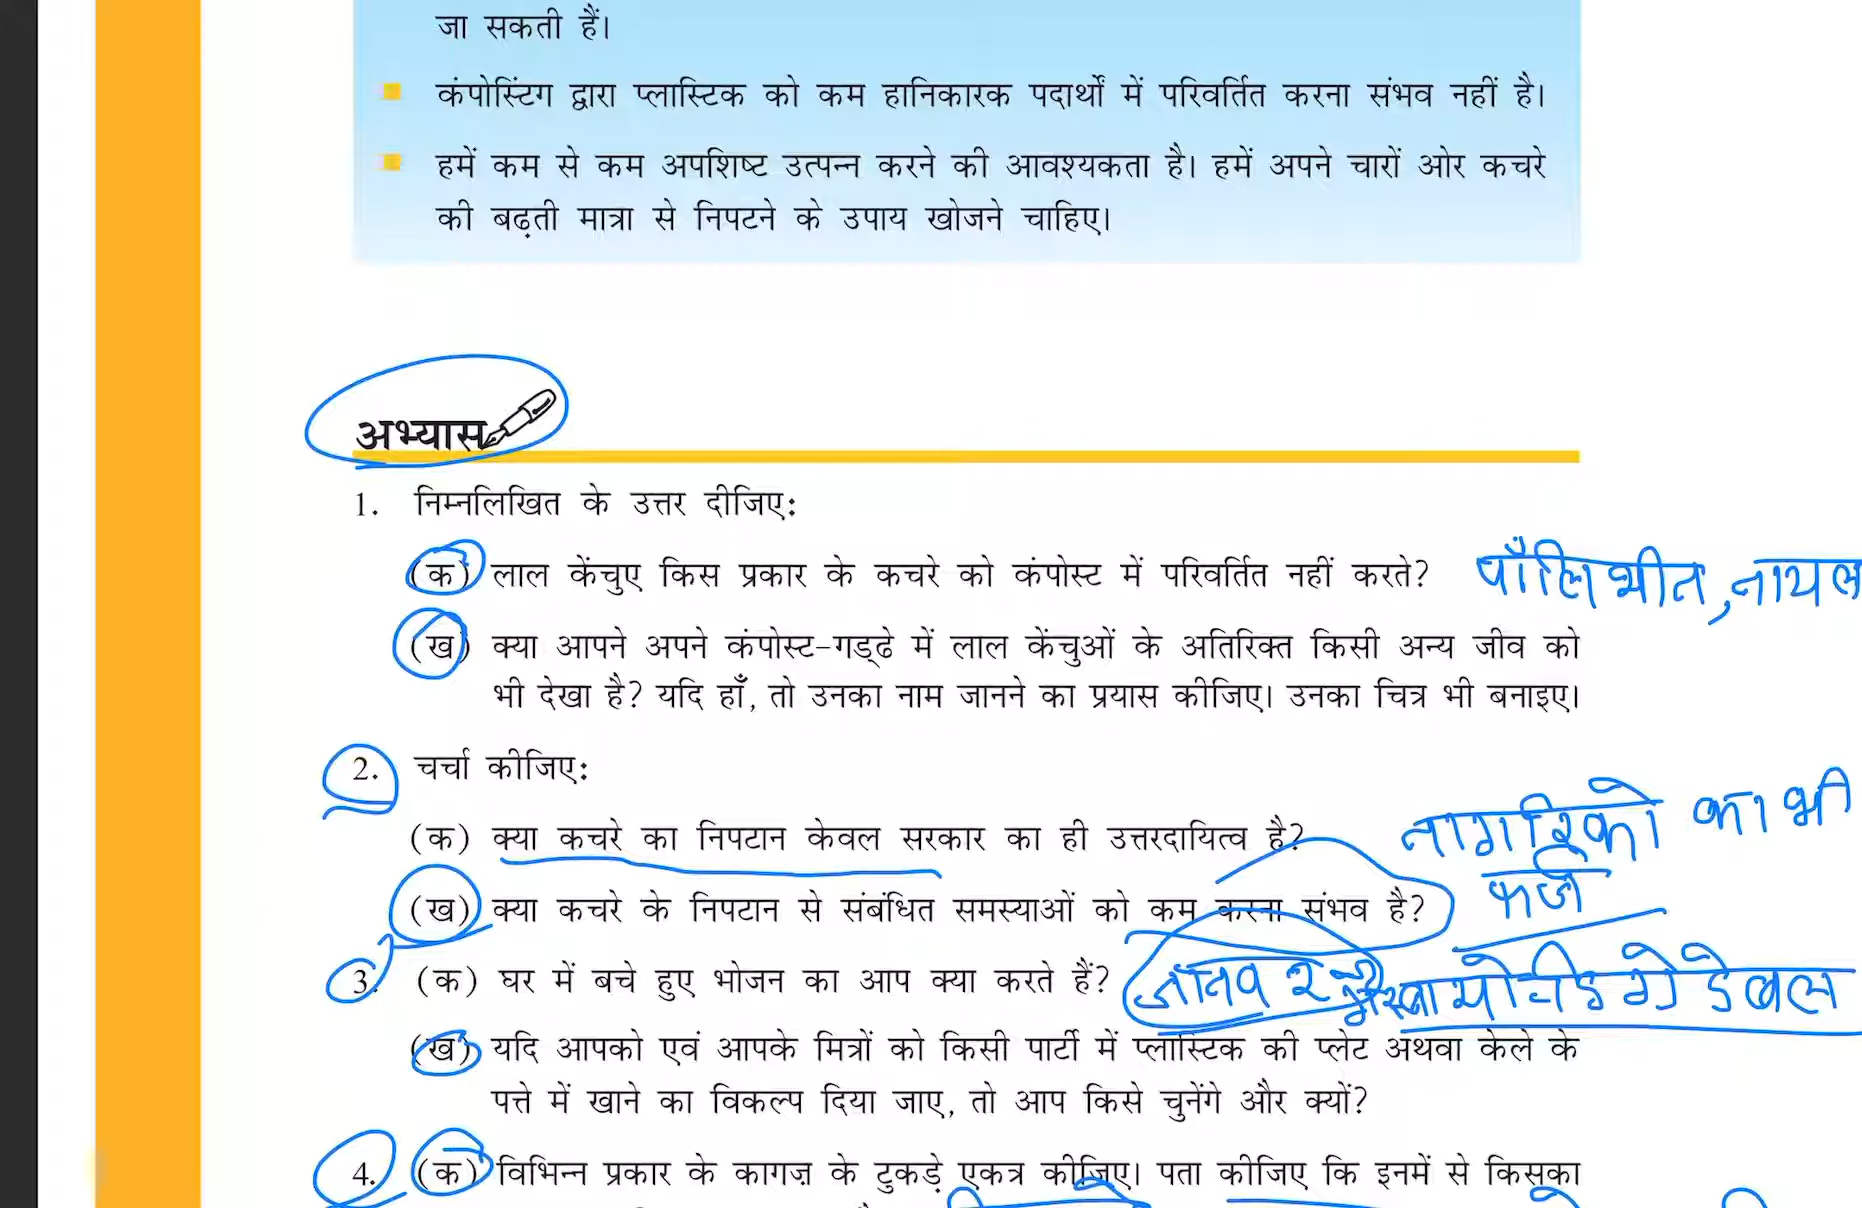 जा सकती हैं।
कंपोस्टिंग द्वारा प्लास्टिक को कम हानिकारक पदार्थों में परिवर्तित करना संभव नहीं है।
हमें कम से कम अपशिष्ट उत्पन्न करने की आवश्यकता है। हमें अपने चारों ओर कचरे
की बढ़ती मात्रा से निपटने के उपाय खोजने चाहिए।
अभ्यास
1. निम्नलिखित के उत्तर दीजिए:
(क) लाल केंचुए किस प्रकार के कचरे को कंपोस्ट में परिवर्तित नहीं करते?
(ख) क्या आपने अपने कंपोस्ट-गड्ढे में लाल केंचुओं के अतिरिक्त किसी अन्य जीव को
भी देखा है? यदि हाँ, तो उनका नाम जानने का प्रयास कीजिए। उनका चित्र भी बनाइए।
2. चर्चा कीजिए:
(क) क्या कचरे का निपटान केवल सरकार का ही उत्तरदायित्व है?
नागरिको का भी
(ख) क्या कचरे के निपटान से संबंधित समस्याओं को कम करना संभव है?
3. (क) घर में बचे हुए भोजन का आप क्या करते हैं?
(ख) यदि आपको एवं आपके मित्रों को किसी पार्टी में प्लास्टिक की प्लेट अथवा केले के
पत्ते में खाने का विकल्प दिया जाए, तो आप किसे चुनेंगे और क्यों?
4. (क) विभिन्न प्रकार के कागज़ के टुकड़े एकत्र कीजिए। पता कीजिए कि इनमें से किसका